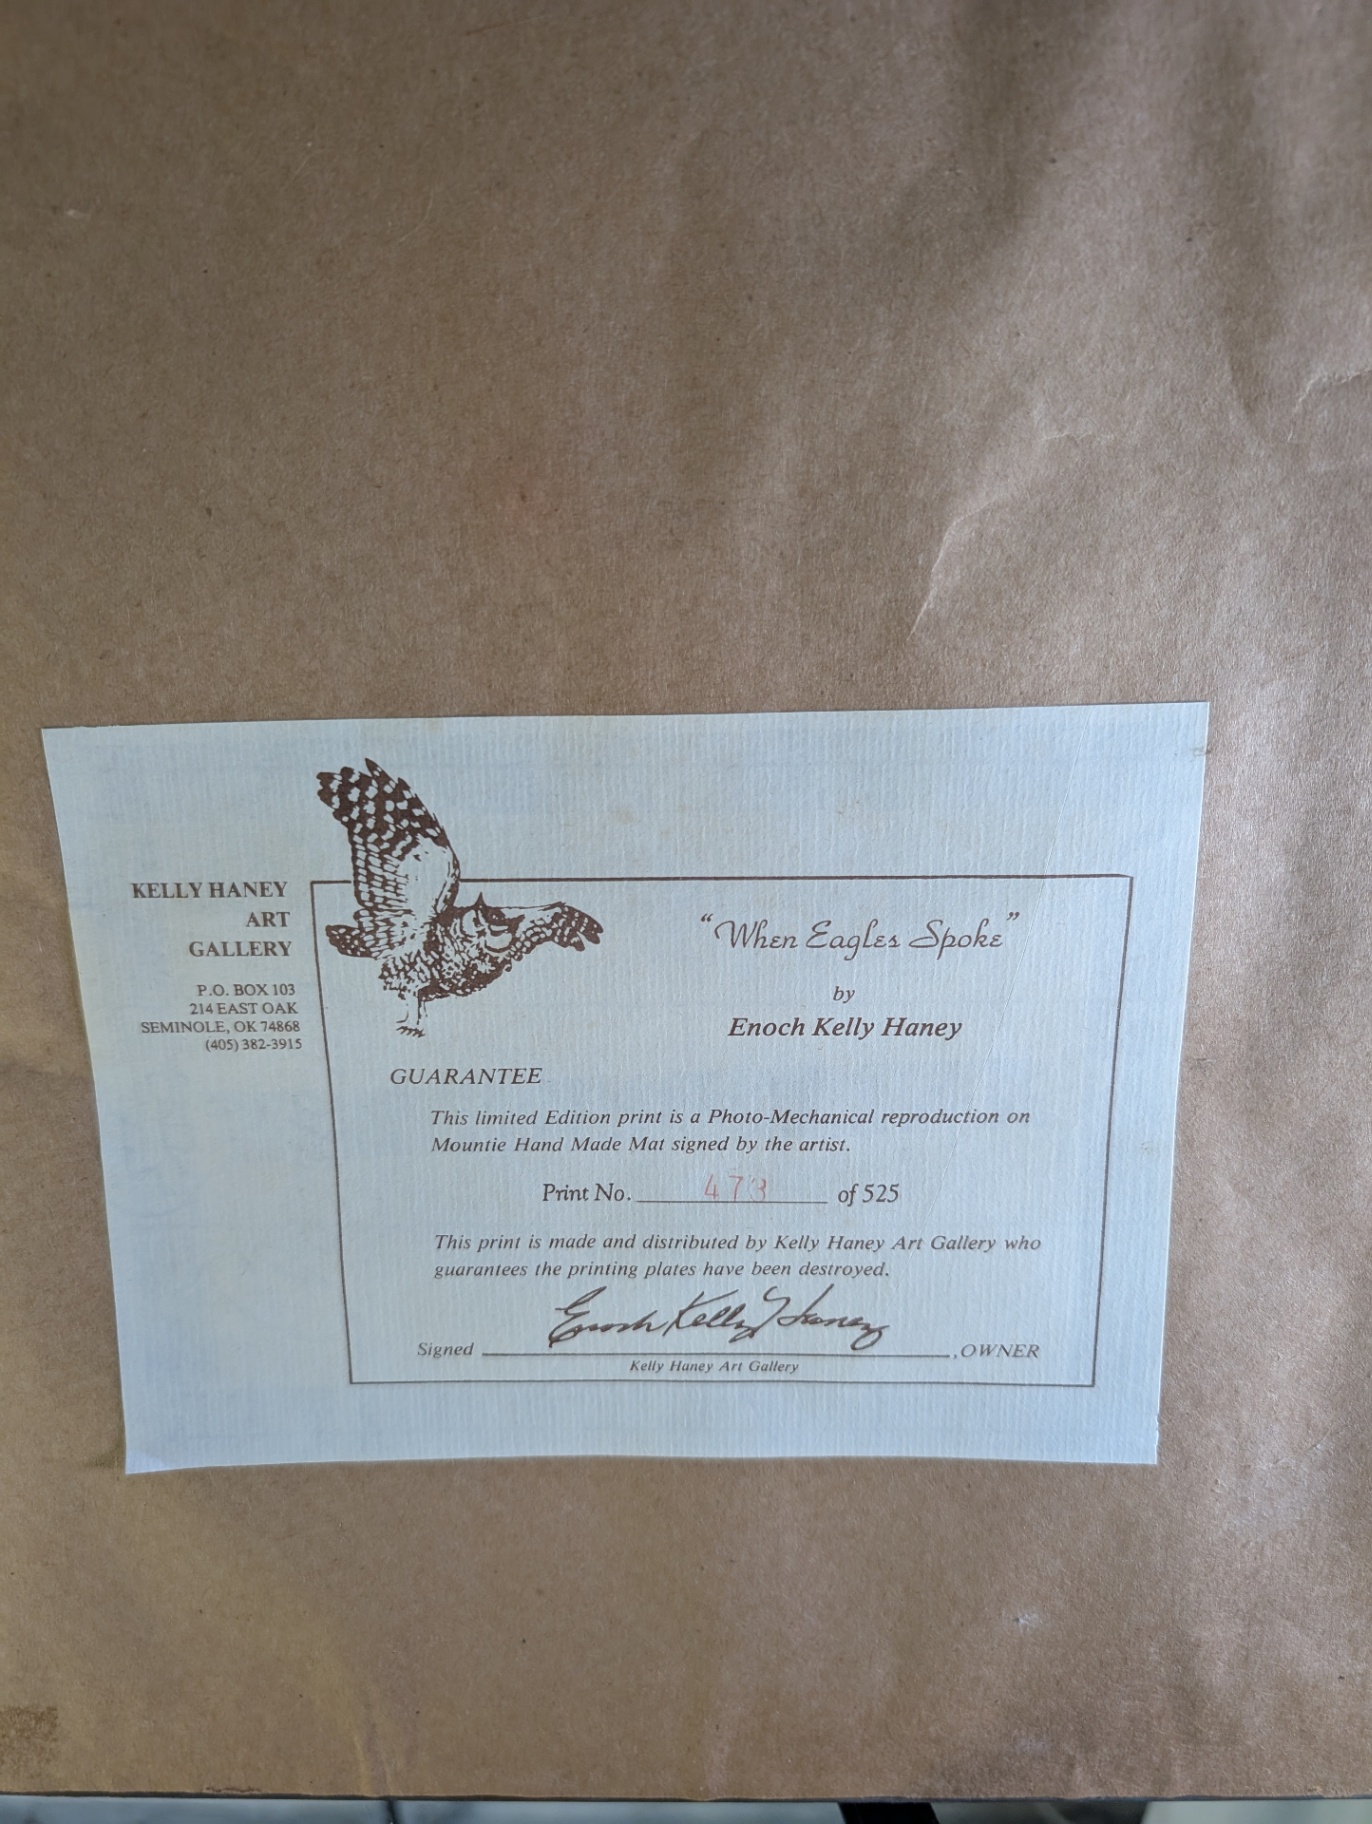 KELLY HANEY
ART
GALLERY
P.O. BOX 103
214 EAST OAK
SEMINOLE, OK 74868
(405) 382-3915
"When Eagles Spoke"
by
Enoch Kelly Haney
GUARANTEE
This limited Edition print is a Photo-Mechanical reproduction on
Mountie Hand Made Mat signed by the artist.
Print No. 473 of 525
This print is made and distributed by Kelly Haney Art Gallery who
guarantees the printing plates have been destroyed.
Enoch Kelly Haney
Signed ____________, OWNER
Kelly Haney Art Gallery